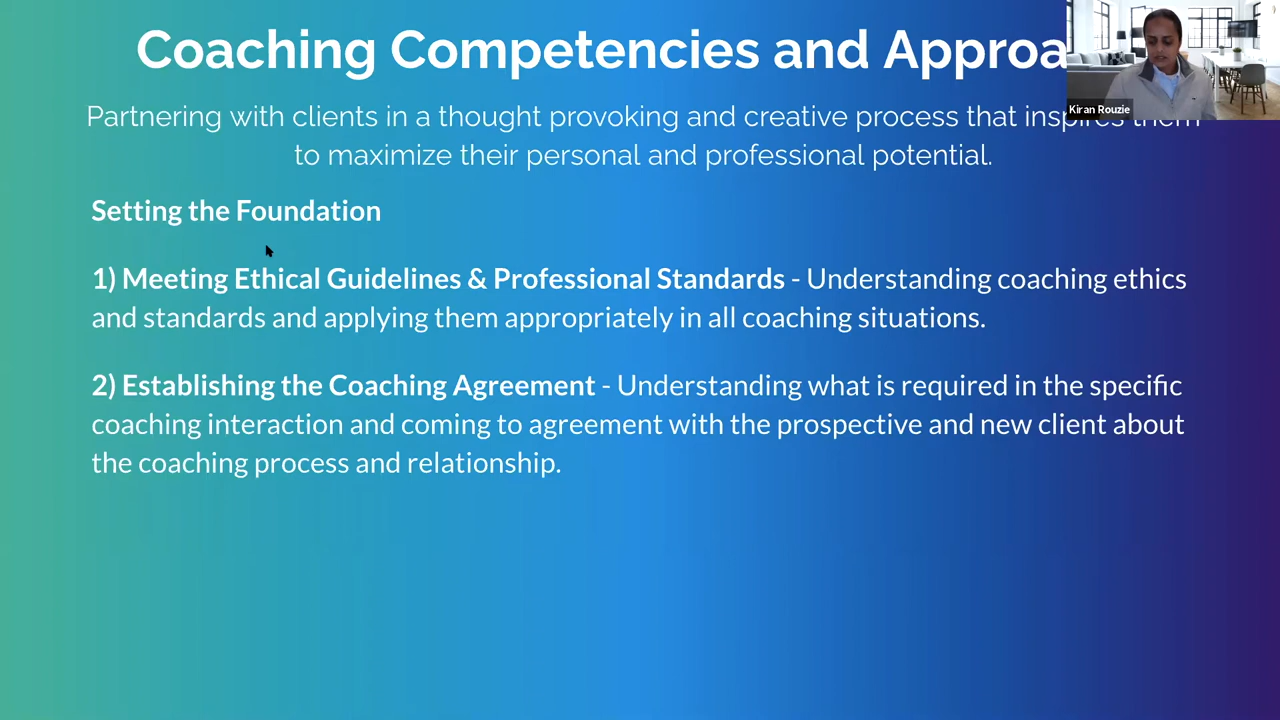 Coaching Competencies and Approa
Kiran Rouzie
Partnering with clients in a thought provoking and creative process that inspires them
to maximize their personal and professional potential.
Setting the Foundation
1) Meeting Ethical Guidelines & Professional Standards - Understanding coaching ethics
and standards and applying them appropriately in all coaching situations.
2) Establishing the Coaching Agreement - Understanding what is required in the specific
coaching interaction and coming to agreement with the prospective and new client about
the coaching process and relationship.